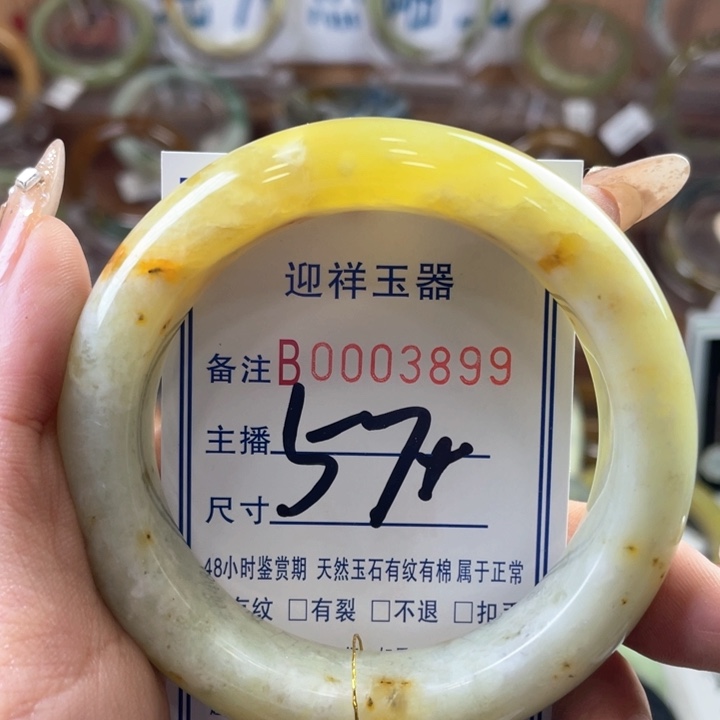 迎祥玉器
备注B0003899
主播
57+
尺寸
48小时鉴赏期 天然玉石有纹有棉 属于正常
有纹 □有裂 □不退 □扣